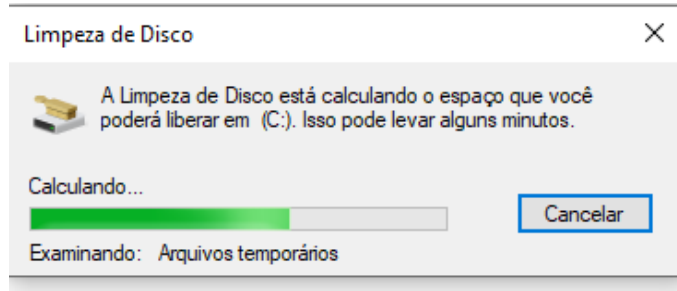 Limpeza de Disco
A Limpeza de Disco está calculando o espaço que você
poderá liberar em  (C:). Isso pode levar alguns minutos.
Calculando...
Cancelar
Examinando:   Arquivos temporários